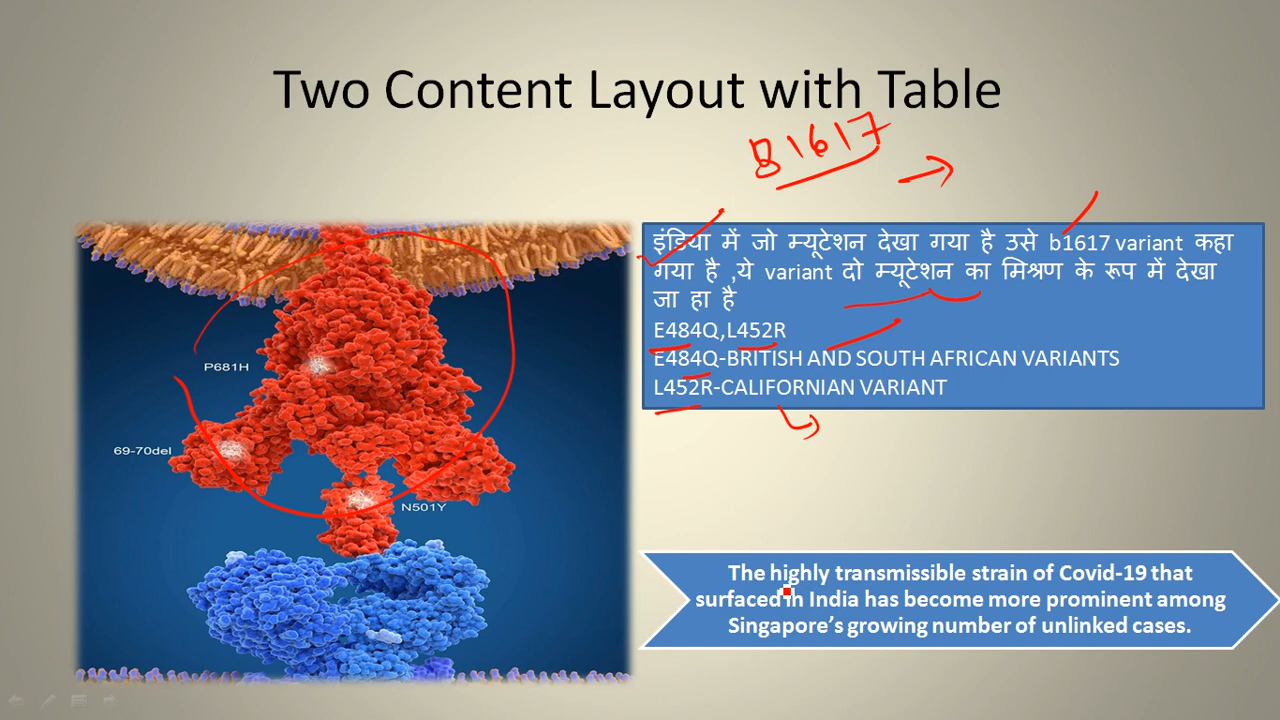 Two Content Layout with Table
B1617
इंडिया में जो म्यूटेशन देखा गया है उसे b1617 variant कहा
गया है ,ये variant दो म्यूटेशन का मिश्रण के रूप में देखा
जा हा है
E484Q,L452R
E484Q-BRITISH AND SOUTH AFRICAN VARIANTS
L452R-CALIFORNIAN VARIANT
P681H
69-70del
N501Y
The highly transmissible strain of Covid-19 that
surfaced in India has become more prominent among
Singapore’s growing number of unlinked cases.